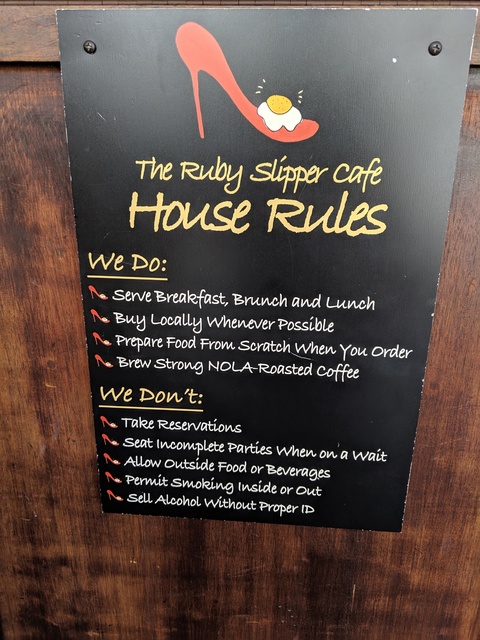 The Ruby Slipper Cafe
House Rules
We Do:
Serve Breakfast, Brunch and Lunch
Buy Locally Whenever Possible
Prepare Food From Scratch When You Order
Brew Strong NOLA-Roasted Coffee
We Don't:
Take Reservations
Seat Incomplete Parties When on a Wait
Allow Outside Food or Beverages
Permit Smoking Inside or Out
Sell Alcohol Without Proper ID